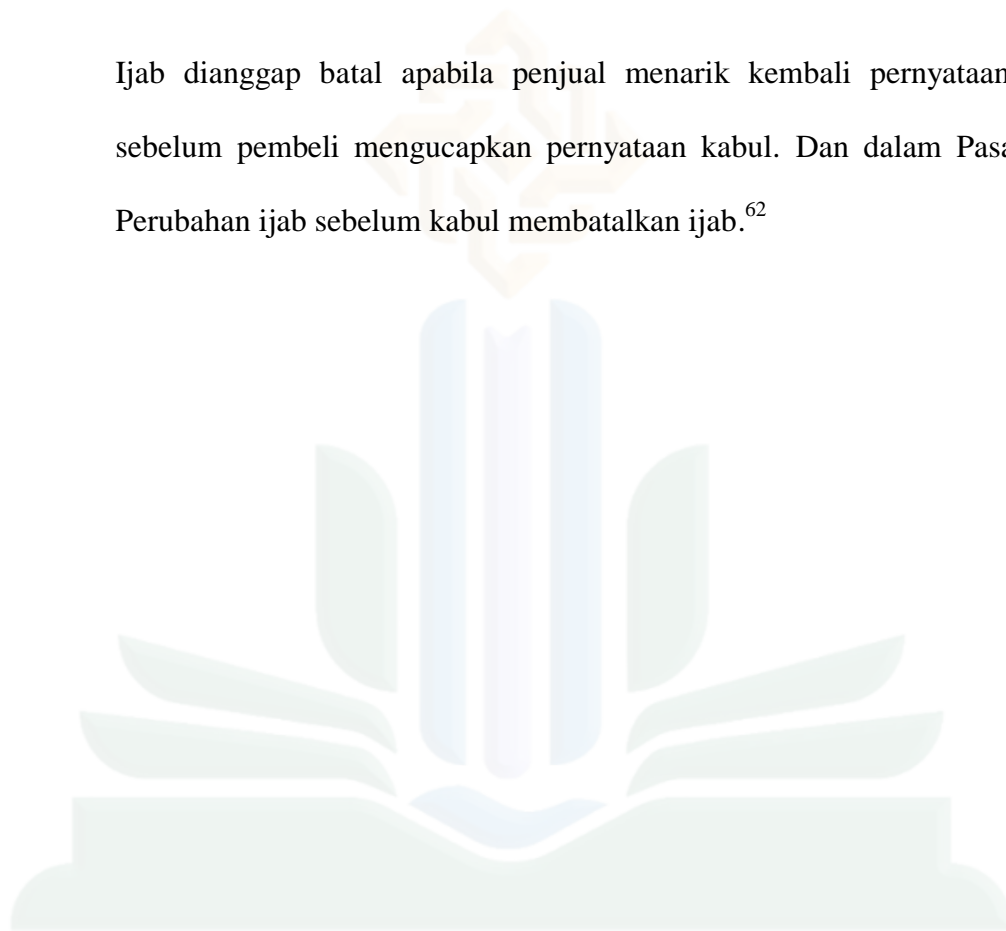 Ijab dianggap batal apabila penjual menarik kembali pernyataan
sebelum pembeli mengucapkan pernyataan kabul. Dan dalam Pasa
Perubahan ijab sebelum kabul membatalkan ijab.62